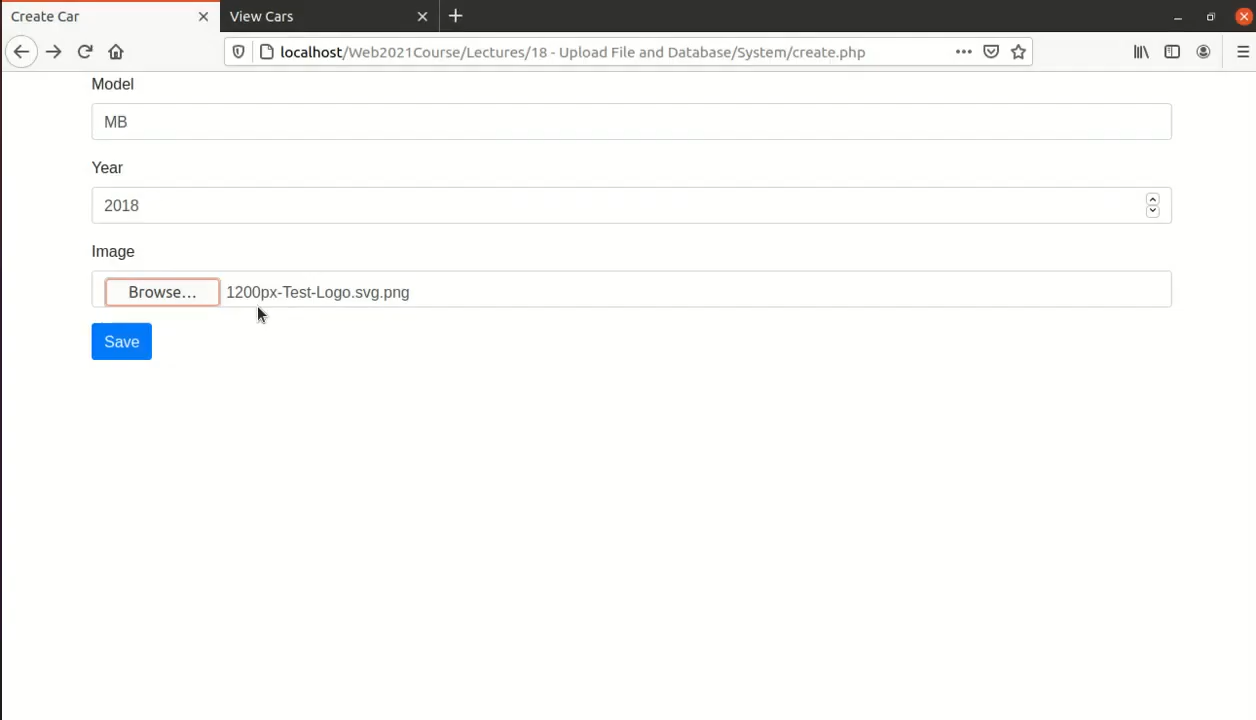 Create Car
View Cars
localhost/Web2021Course/Lectures/18 - Upload File and Database/System/create.php
Model
MB
Year
2018
Image
Browse… 1200px-Test-Logo.svg.png
Save